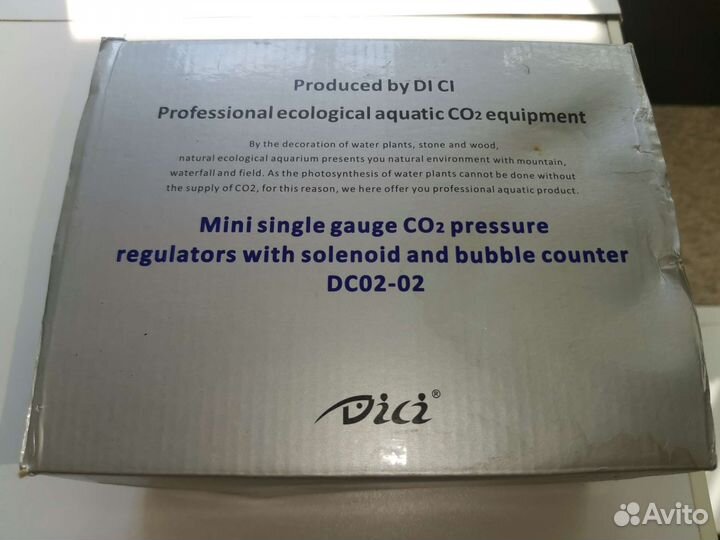 Produced by DI CI
Professional ecological aquatic CO2 equipment
By the decoration of water plants, stone and wood,
natural ecological aquarium presents you natural environment with mountain,
waterfall and field. As the photosynthesis of water plants cannot be done without
the supply of CO2, for this reason, we here offer you professional aquatic product.
Mini single gauge CO2 pressure
regulators with solenoid and bubble counter
DC02-02
Dici®
Avito